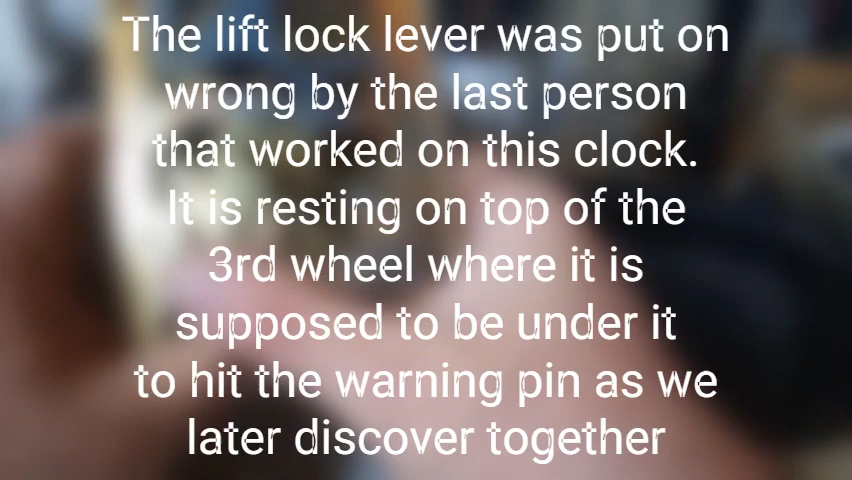 The lift lock lever was put on
wrong by the last person
that worked on this clock.
It is resting on top of the
3rd wheel where it is
supposed to be under it
to hit the warning pin as we
later discover together